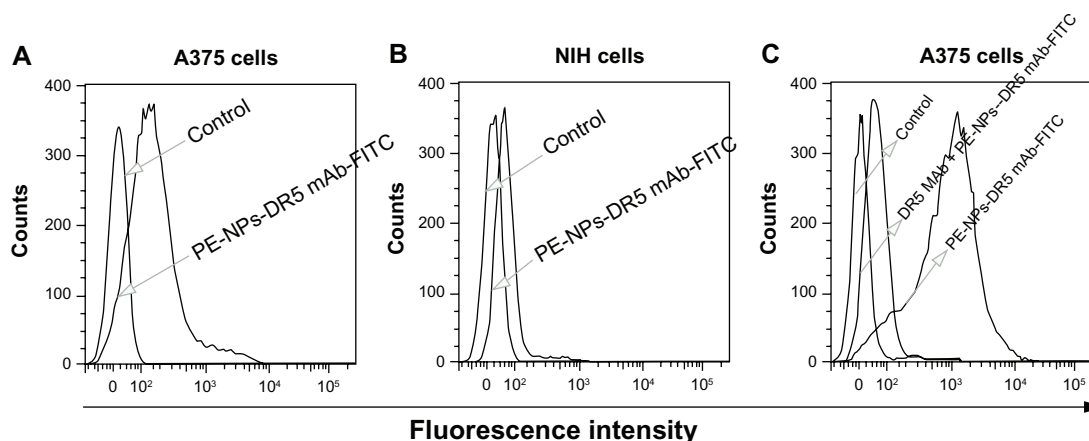 A
A375 cells
400
300
200
100
0
Counts
Control
PE-NPs-DR5 mAb-FITC
0 10² 10³ 10⁴ 10⁵
B
NIH cells
400
300
200
100
0
Counts
Control
PE-NPs-DR5 mAb-FITC
0 10² 10³ 10⁴ 10⁵
C
A375 cells
400
300
200
100
0
Counts
Control
DR5 MAb + PE-NPs--DR5 mAb-FITC
PE-NPs-DR5 mAb-FITC
0 10² 10³ 10⁴ 10⁵
Fluorescence intensity